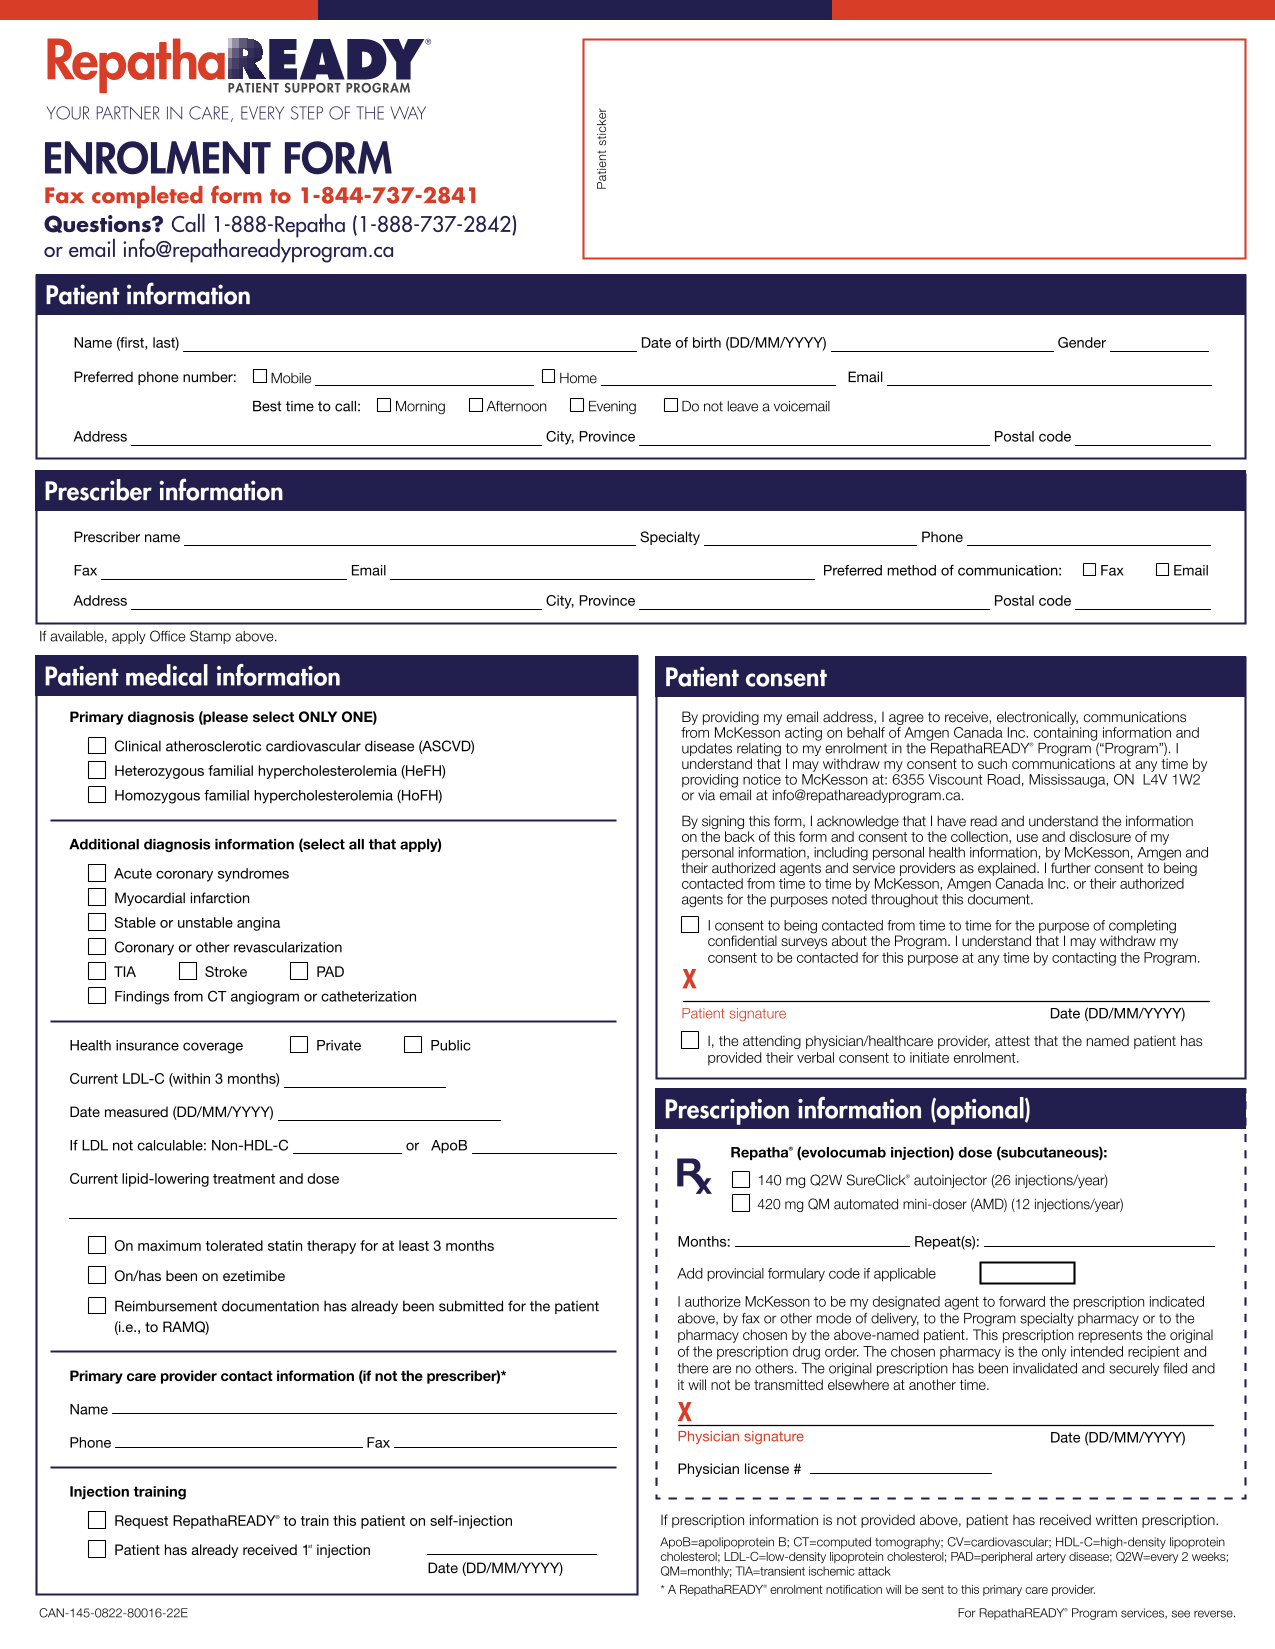 RepathaREADY®
PATIENT SUPPORT PROGRAM
YOUR PARTNER IN CARE, EVERY STEP OF THE WAY
ENROLMENT FORM
Fax completed form to 1-844-737-2841
Questions? Call 1-888-Repatha (1-888-737-2842)
or email info@repathareadyprogram.ca
Patient sticker
Patient information
Name (first, last) Date of birth (DD/MM/YYYY) Gender
Preferred phone number: Mobile Home Email
Best time to call: Morning Afternoon Evening Do not leave a voicemail
Address City, Province Postal code
Prescriber information
Prescriber name Specialty Phone
Fax Email Preferred method of communication: Fax Email
Address City, Province Postal code
If available, apply Office Stamp above.
Patient medical information
Primary diagnosis (please select ONLY ONE)
Clinical atherosclerotic cardiovascular disease (ASCVD)
Heterozygous familial hypercholesterolemia (HeFH)
Homozygous familial hypercholesterolemia (HoFH)
Additional diagnosis information (select all that apply)
Acute coronary syndromes
Myocardial infarction
Stable or unstable angina
Coronary or other revascularization
TIA Stroke PAD
Findings from CT angiogram or catheterization
Health insurance coverage Private Public
Current LDL-C (within 3 months)
Date measured (DD/MM/YYYY)
If LDL not calculable: Non-HDL-C or ApoB
Current lipid-lowering treatment and dose
On maximum tolerated statin therapy for at least 3 months
On/has been on ezetimibe
Reimbursement documentation has already been submitted for the patient
(i.e., to RAMQ)
Primary care provider contact information (if not the prescriber)*
Name
Phone Fax
Injection training
Request RepathaREADY® to train this patient on self-injection
Patient has already received 1st injection
Date (DD/MM/YYYY)
Patient consent
By providing my email address, I agree to receive, electronically, communications
from McKesson acting on behalf of Amgen Canada Inc. containing information and
updates relating to my enrolment in the RepathaREADY® Program (“Program”). I
understand that I may withdraw my consent to such communications at any time by
providing notice to McKesson at: 6355 Viscount Road, Mississauga, ON L4V 1W2
or via email at info@repathareadyprogram.ca.
By signing this form, I acknowledge that I have read and understand the information
on the back of this form and consent to the collection, use and disclosure of my
personal information, including personal health information, by McKesson, Amgen and
their authorized agents and service providers as explained. I further consent to being
contacted from time to time by McKesson, Amgen Canada Inc. or their authorized
agents for the purposes noted throughout this document.
I consent to being contacted from time to time for the purpose of completing
confidential surveys about the Program. I understand that I may withdraw my
consent to be contacted for this purpose at any time by contacting the Program.
X
Patient signature Date (DD/MM/YYYY)
I, the attending physician/healthcare provider, attest that the named patient has
provided their verbal consent to initiate enrolment.
Prescription information (optional)
Rx
Repatha® (evolocumab injection) dose (subcutaneous):
140 mg Q2W SureClick® autoinjector (26 injections/year)
420 mg QM automated mini-doser (AMD) (12 injections/year)
Months: Repeat(s):
Add provincial formulary code if applicable
I authorize McKesson to be my designated agent to forward the prescription indicated
above, by fax or other mode of delivery, to the Program specialty pharmacy or to the
pharmacy chosen by the above-named patient. This prescription represents the original
of the prescription drug order. The chosen pharmacy is the only intended recipient and
there are no others. The original prescription has been invalidated and securely filed and
it will not be transmitted elsewhere at another time.
X
Physician signature Date (DD/MM/YYYY)
Physician license #
If prescription information is not provided above, patient has received written prescription.
ApoB=apolipoprotein B; CT=computed tomography; CV=cardiovascular; HDL-C=high-density lipoprotein
cholesterol; LDL-C=low-density lipoprotein cholesterol; PAD=peripheral artery disease; Q2W=every 2 weeks;
QM=monthly; TIA=transient ischemic attack
* A RepathaREADY® enrolment notification will be sent to this primary care provider.
CAN-145-0822-80016-22E
For RepathaREADY® Program services, see reverse.